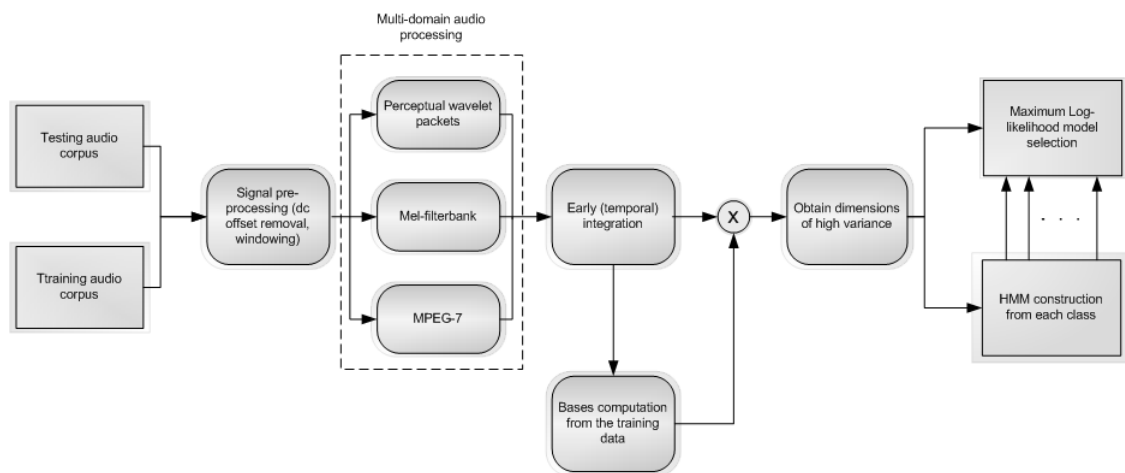 Multi-domain audio
processing
Testing audio
corpus
Ttraining audio
corpus
Signal pre-
processing (dc
offset removal,
windowing)
Perceptual wavelet
packets
Mel-filterbank
MPEG-7
Early (temporal)
integration
Bases computation
from the training
data
X
Obtain dimensions
of high variance
Maximum Log-
likelihood model
selection
. . .
HMM construction
from each class